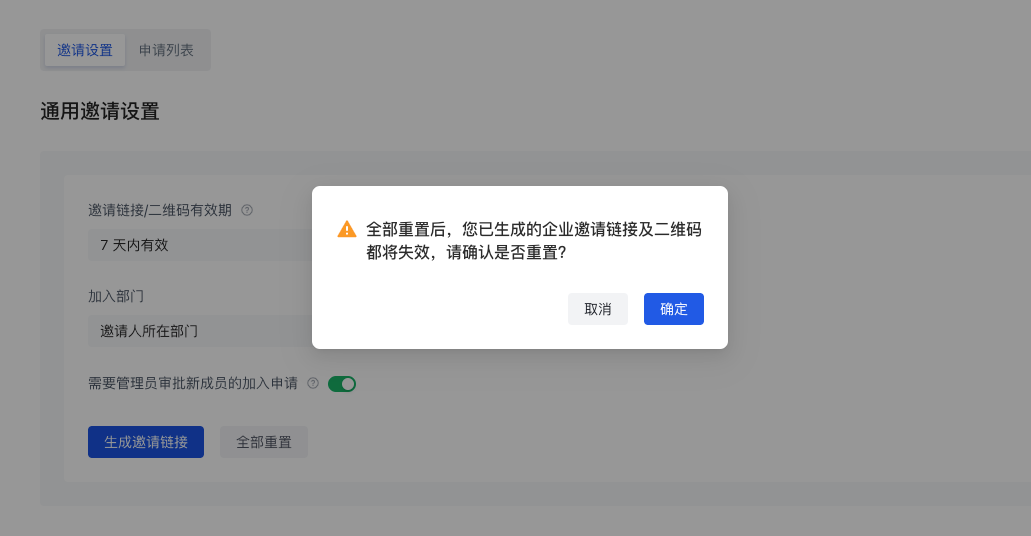 邀请设置 申请列表
通用邀请设置
邀请链接/二维码有效期
7 天内有效
加入部门
邀请人所在部门
需要管理员审批新成员的加入申请
生成邀请链接 全部重置
全部重置后，您已生成的企业邀请链接及二维码
都将失效，请确认是否重置?
取消 确定